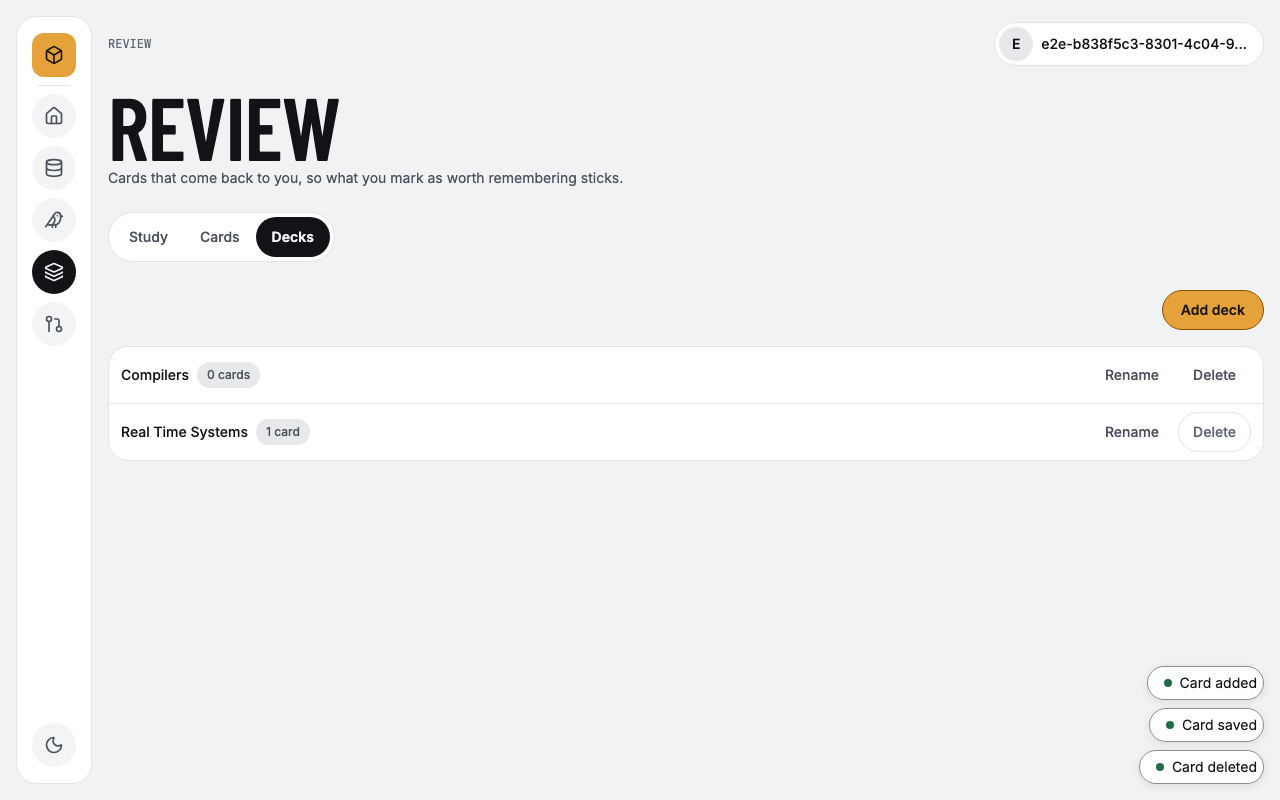 REVIEW
E
e2e-b838f5c3-8301-4c04-9...
REVIEW
Cards that come back to you, so what you mark as worth remembering sticks.
Study
Cards
Decks
Add deck
Compilers
0 cards
Rename
Delete
Real Time Systems
1 card
Rename
Delete
Card added
Card saved
Card deleted